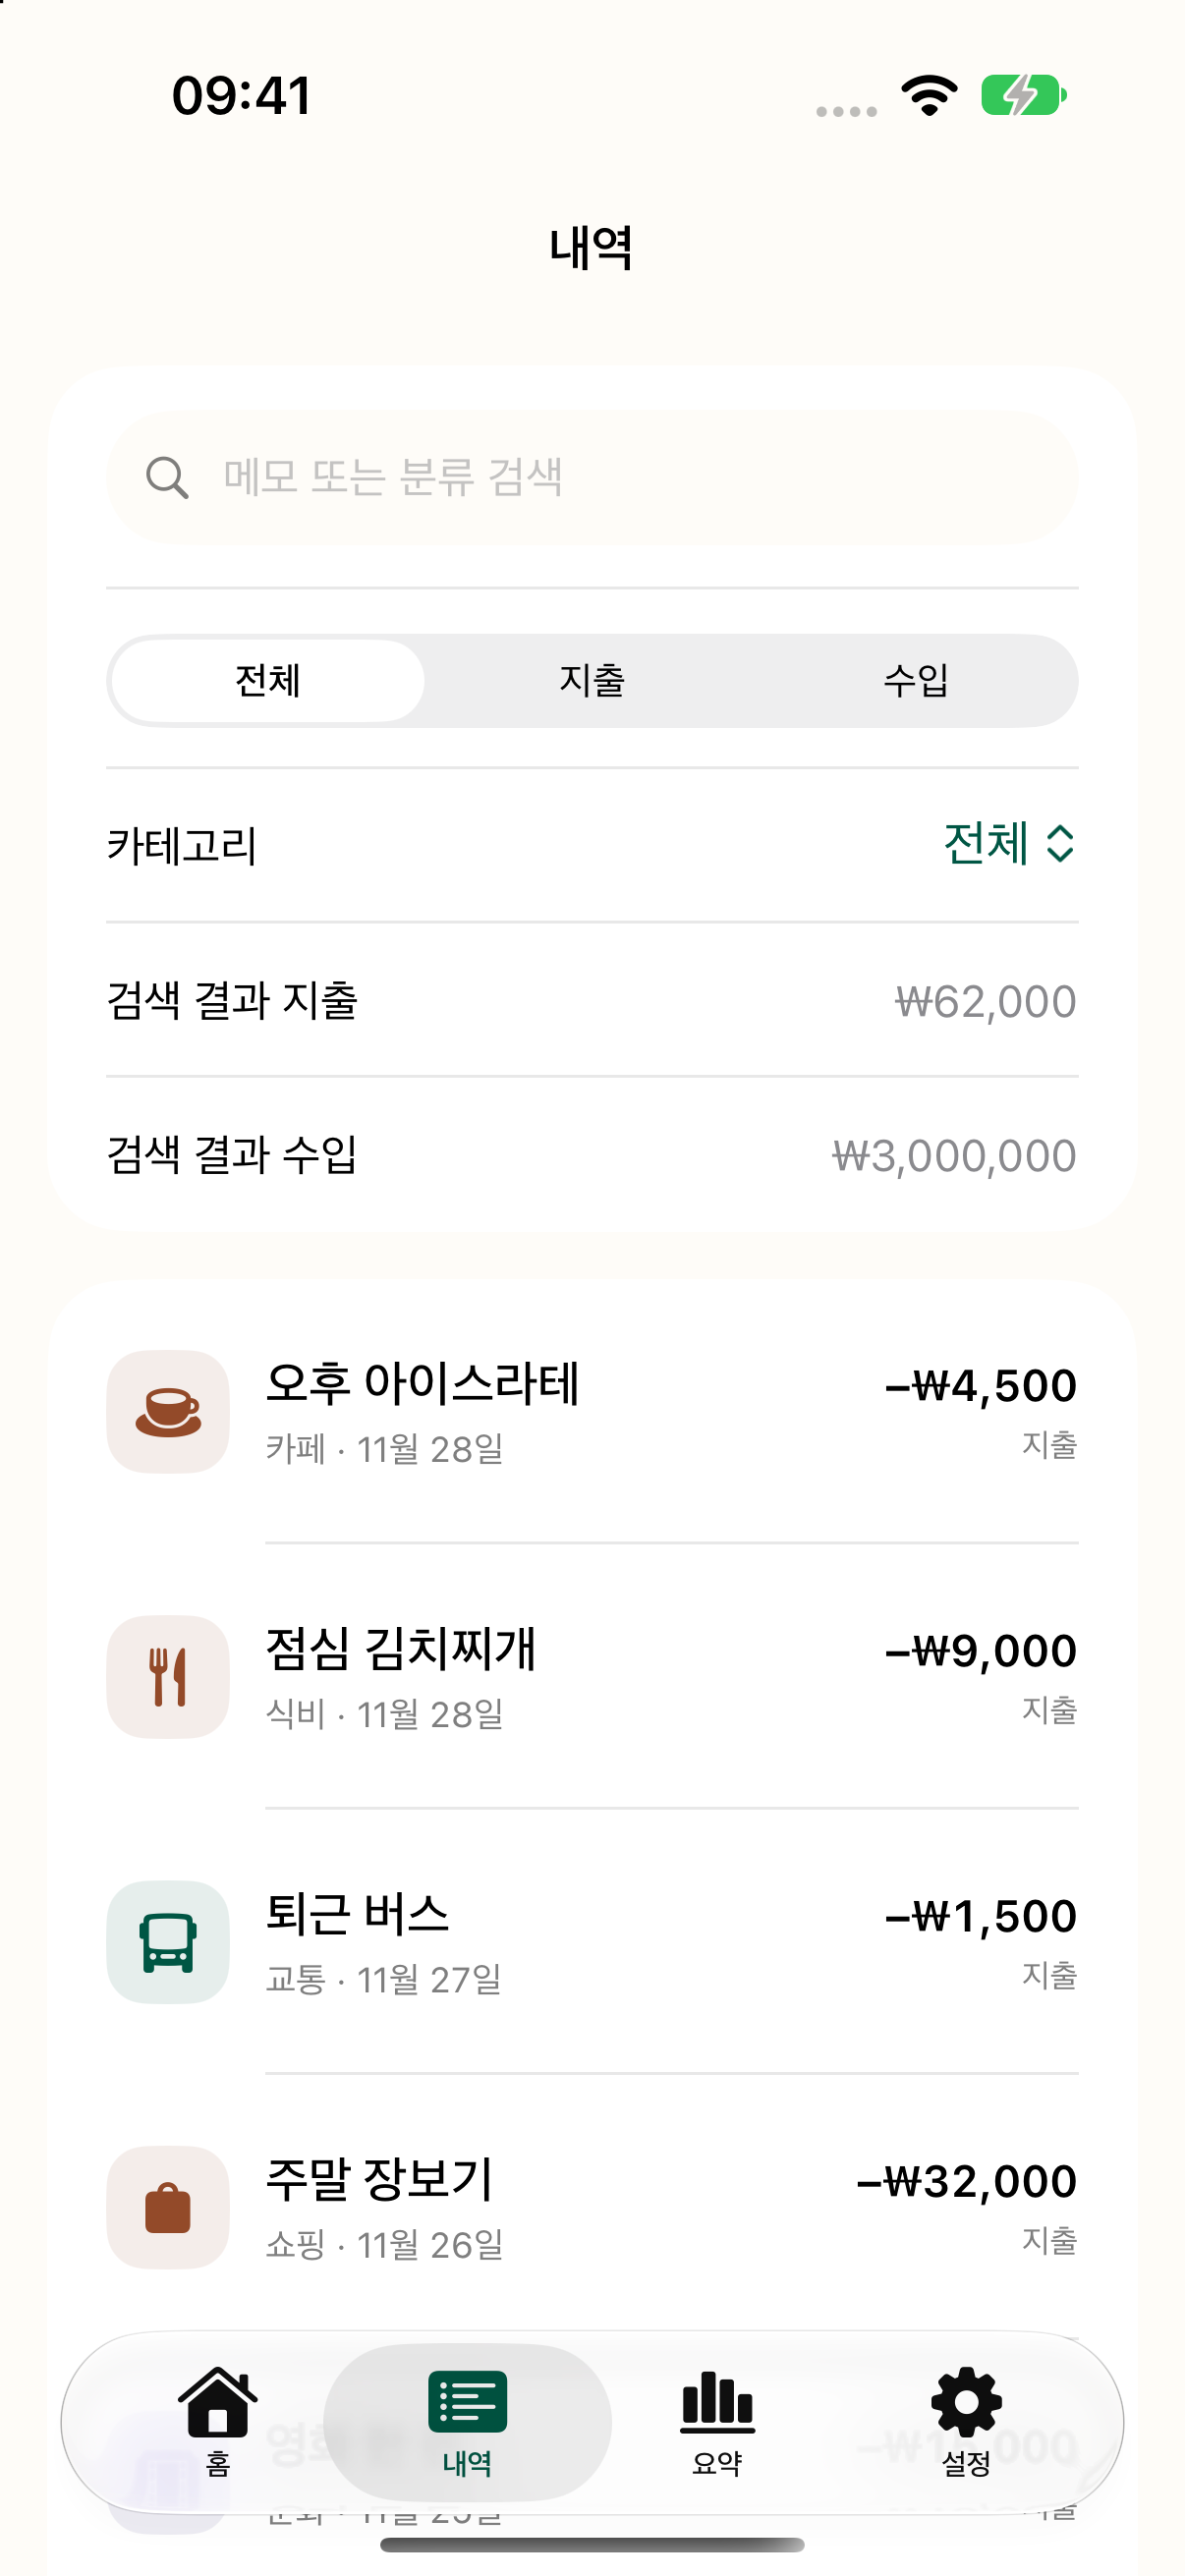 09:41
내역
메모 또는 분류 검색
전체 지출 수입
카테고리 전체
검색 결과 지출 ₩62,000
검색 결과 수입 ₩3,000,000
오후 아이스라테 −₩4,500
카페 · 11월 28일 지출
점심 김치찌개 −₩9,000
식비 · 11월 28일 지출
퇴근 버스 −₩1,500
교통 · 11월 27일 지출
주말 장보기 −₩32,000
쇼핑 · 11월 26일 지출
홈 내역 요약 설정